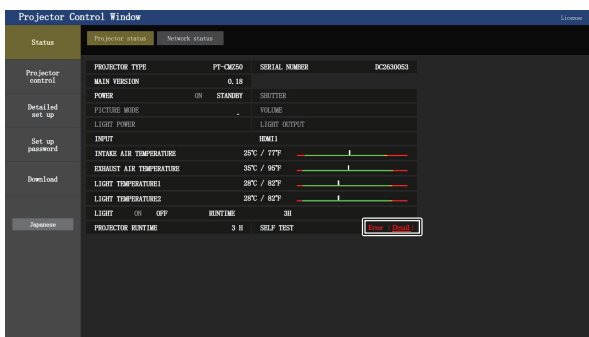 Projector Control Window License
Status
Projector status Network status
PROJECTOR TYPE PT-CMZ50 SERIAL NUMBER DC2630053
MAIN VERSION 0.18
POWER ON STANDBY SHUTTER
PICTURE MODE - VOLUME
LIGHT POWER LIGHT OUTPUT
INPUT HDMI1
INTAKE AIR TEMPERATURE 25℃ / 77℉
EXHAUST AIR TEMPERATURE 35℃ / 95℉
LIGHT TEMPERATURE1 28℃ / 82℉
LIGHT TEMPERATURE2 28℃ / 82℉
LIGHT ON OFF RUNTIME 3H
PROJECTOR RUNTIME 3 H SELF TEST Error (Detail)
Projector
control
Detailed
set up
Set up
password
Download
Japanese